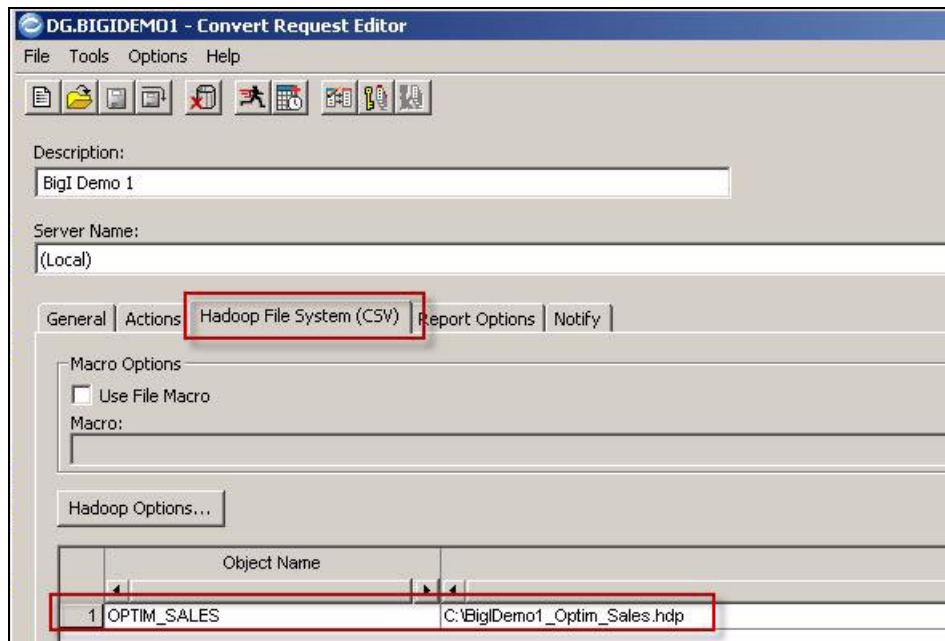 DG.BIGIDEMO1 - Convert Request Editor
File Tools Options Help
Description:
BigI Demo 1
Server Name:
(Local)
General Actions Hadoop File System (CSV) Report Options Notify
Macro Options
Use File Macro
Macro:
Hadoop Options...
Object Name
1 OPTIM_SALES C:\BigIDemo1_Optim_Sales.hdp